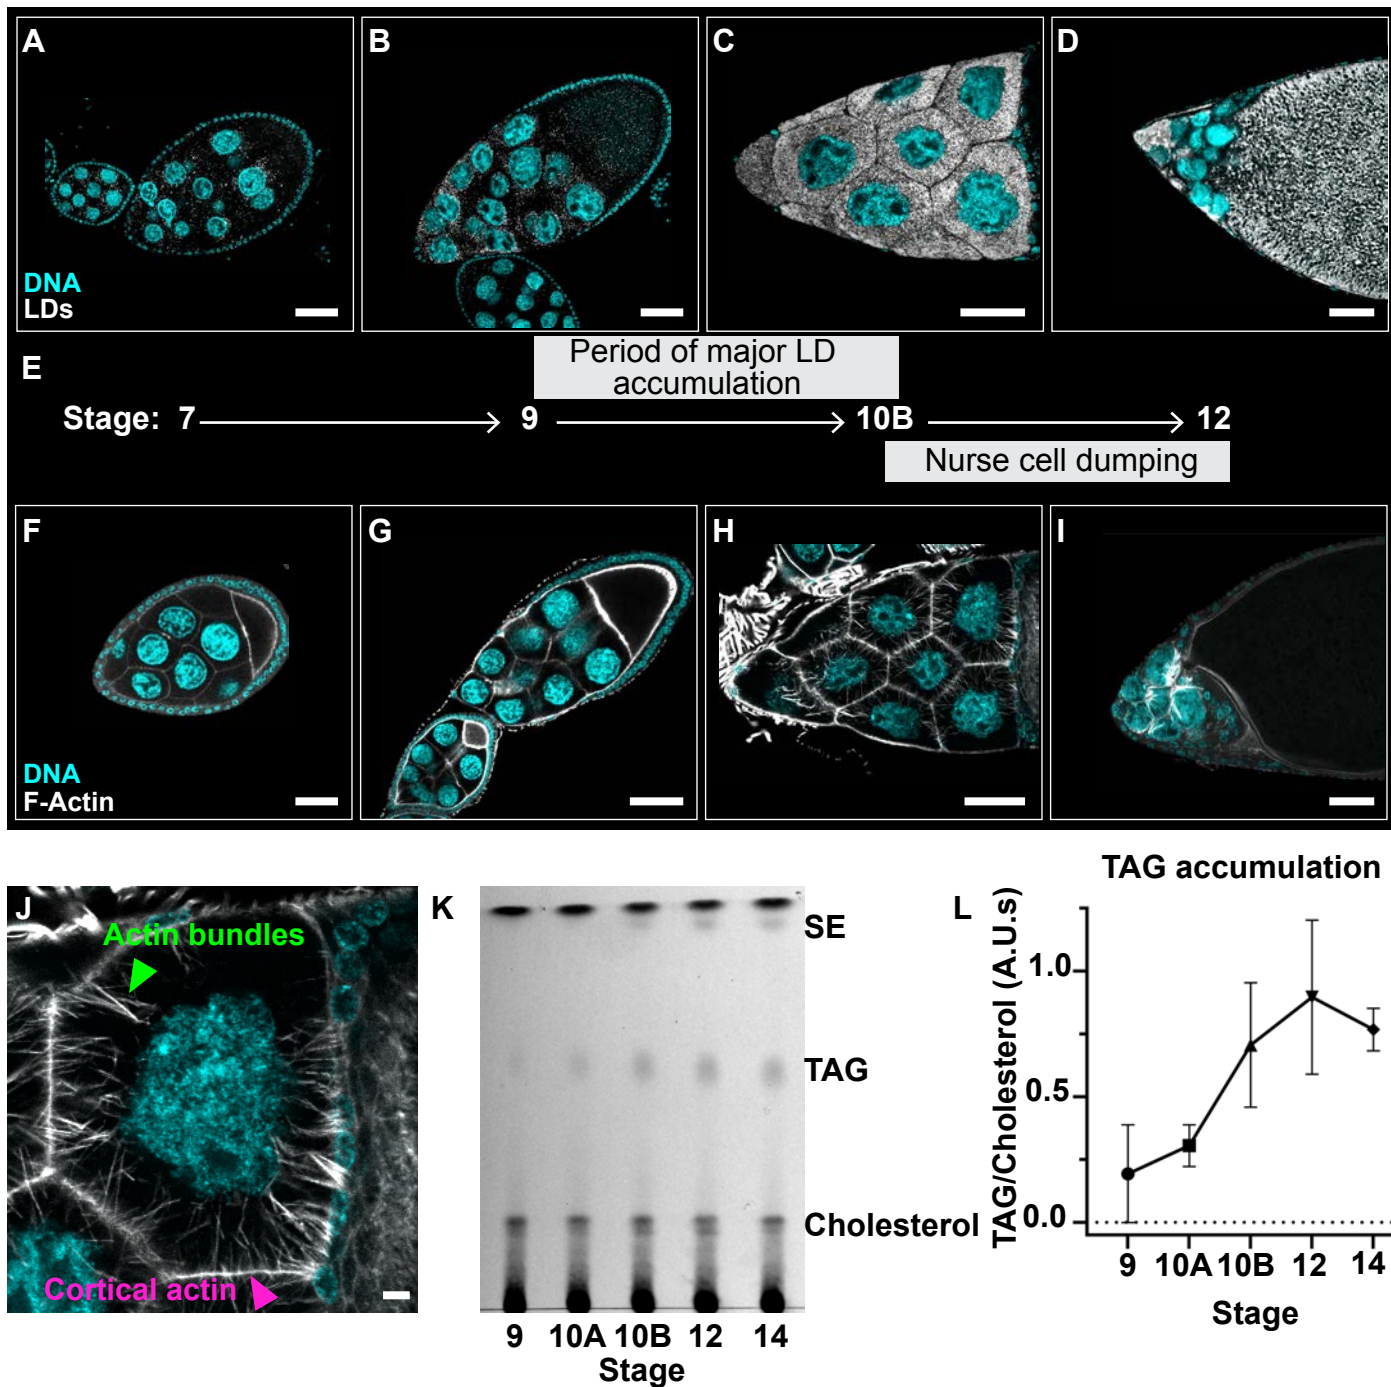 A
B
C
D
DNA
LDs
E
Period of major LD
accumulation
Stage: 7
9
10B
12
Nurse cell dumping
F
G
H
I
DNA
F-Actin
J
Actin bundles
Cortical actin
K
SE
TAG
Cholesterol
9 10A 10B 12 14
Stage
L
TAG accumulation
TAG/Cholesterol (A.U.s)
1.0
0.5
0.0
9 10A 10B 12 14
Stage